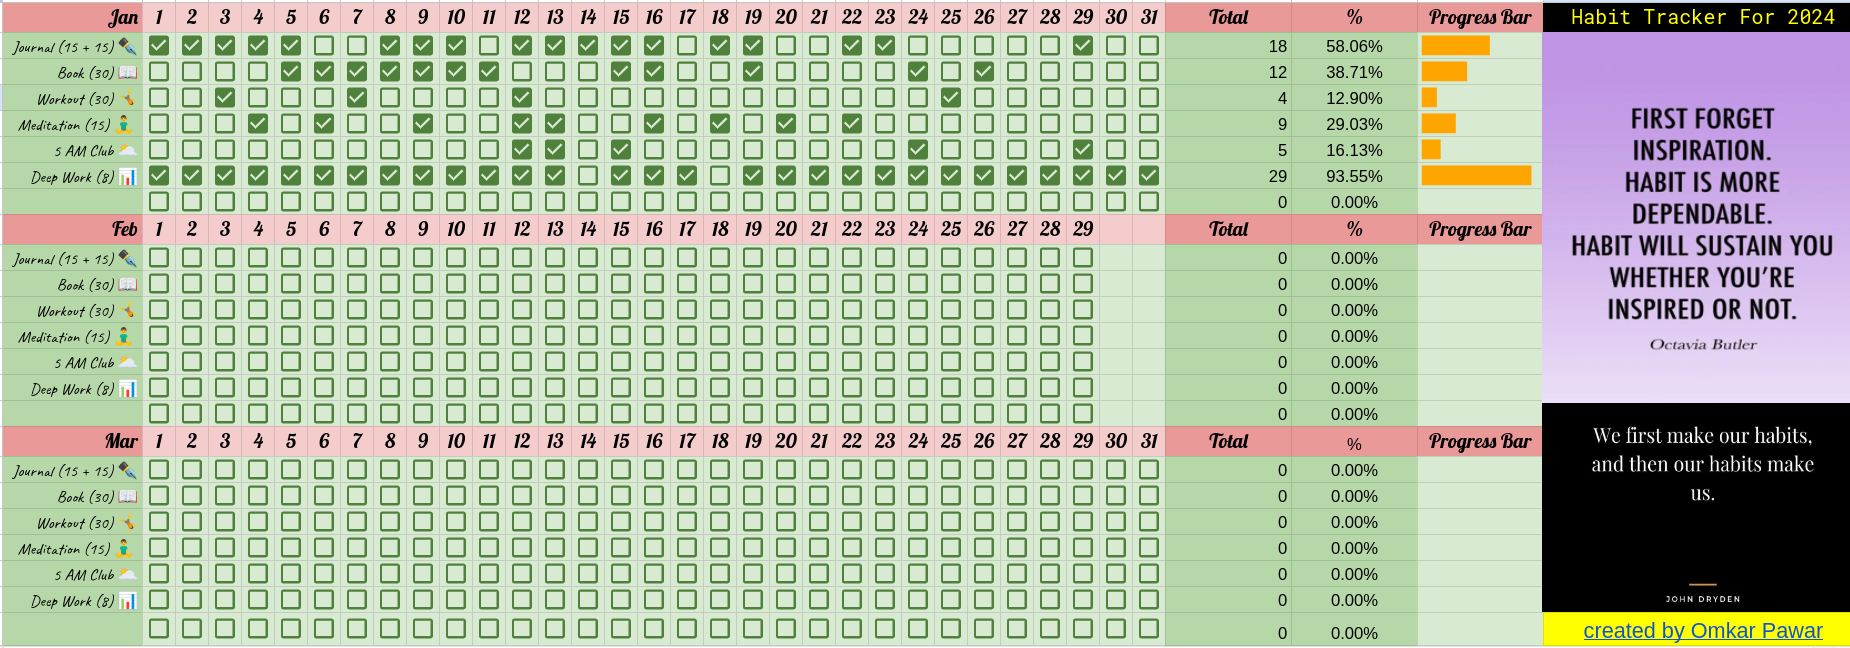 Jan 1 2 3 4 5 6 7 8 9 10 11 12 13 14 15 16 17 18 19 20 21 22 23 24 25 26 27 28 29 30 31 Total % Progress Bar
Journal (15 + 15) 18 58.06%
Book (30) 12 38.71%
Workout (30) 4 12.90%
Meditation (15) 9 29.03%
5 AM Club 5 16.13%
Deep Work (8) 29 93.55%
0 0.00%
Feb 1 2 3 4 5 6 7 8 9 10 11 12 13 14 15 16 17 18 19 20 21 22 23 24 25 26 27 28 29 Total % Progress Bar
Journal (15 + 15) 0 0.00%
Book (30) 0 0.00%
Workout (30) 0 0.00%
Meditation (15) 0 0.00%
5 AM Club 0 0.00%
Deep Work (8) 0 0.00%
0 0.00%
Mar 1 2 3 4 5 6 7 8 9 10 11 12 13 14 15 16 17 18 19 20 21 22 23 24 25 26 27 28 29 30 31 Total % Progress Bar
Journal (15 + 15) 0 0.00%
Book (30) 0 0.00%
Workout (30) 0 0.00%
Meditation (15) 0 0.00%
5 AM Club 0 0.00%
Deep Work (8) 0 0.00%
0 0.00%
Habit Tracker For 2024
FIRST FORGET
INSPIRATION.
HABIT IS MORE
DEPENDABLE.
HABIT WILL SUSTAIN YOU
WHETHER YOU'RE
INSPIRED OR NOT.
Octavia Butler
We first make our habits,
and then our habits make
us.
JOHN DRYDEN
created by Omkar Pawar